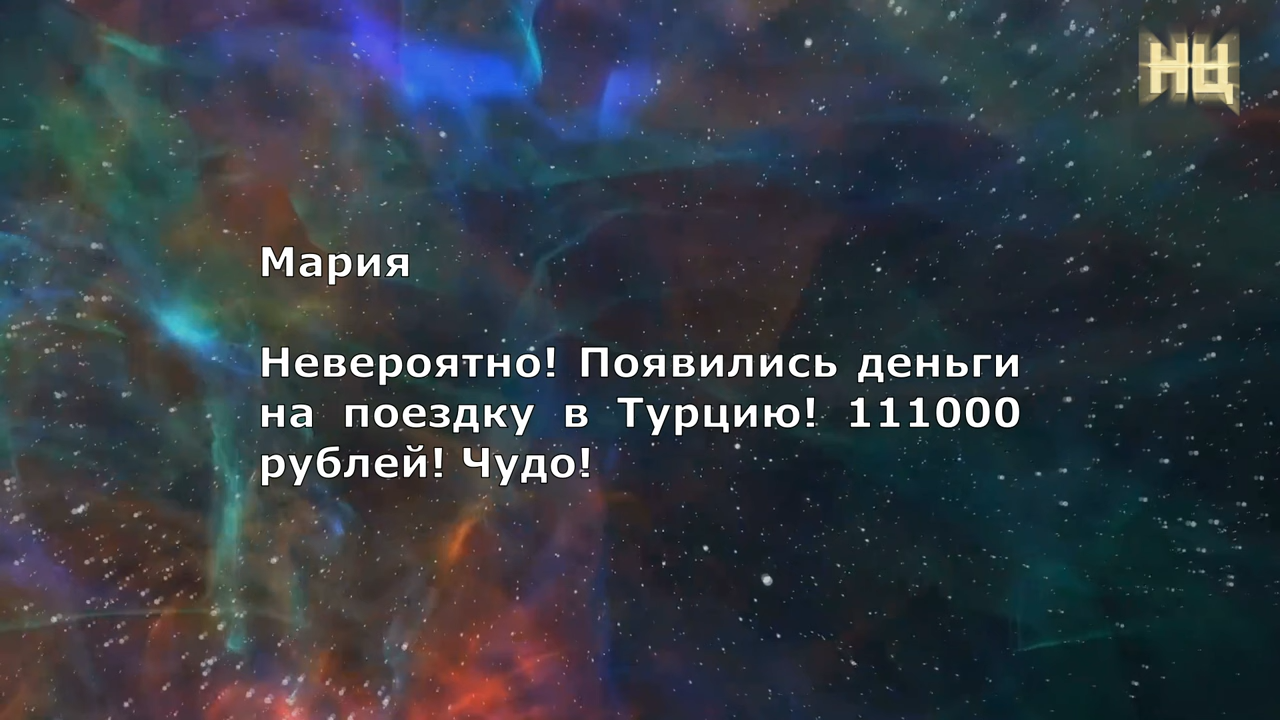 НЦ
Мария
Невероятно! Появились деньги
на поездку в Турцию! 111000
рублей! Чудо!